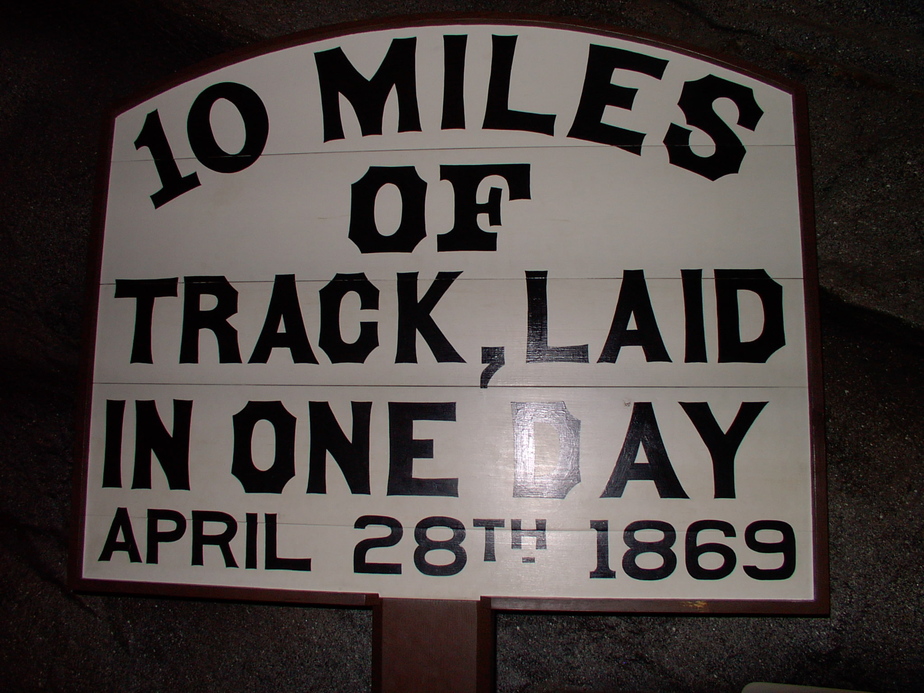 10 MILES
OF
TRACK, LAID
IN ONE DAY
APRIL 28TH 1869